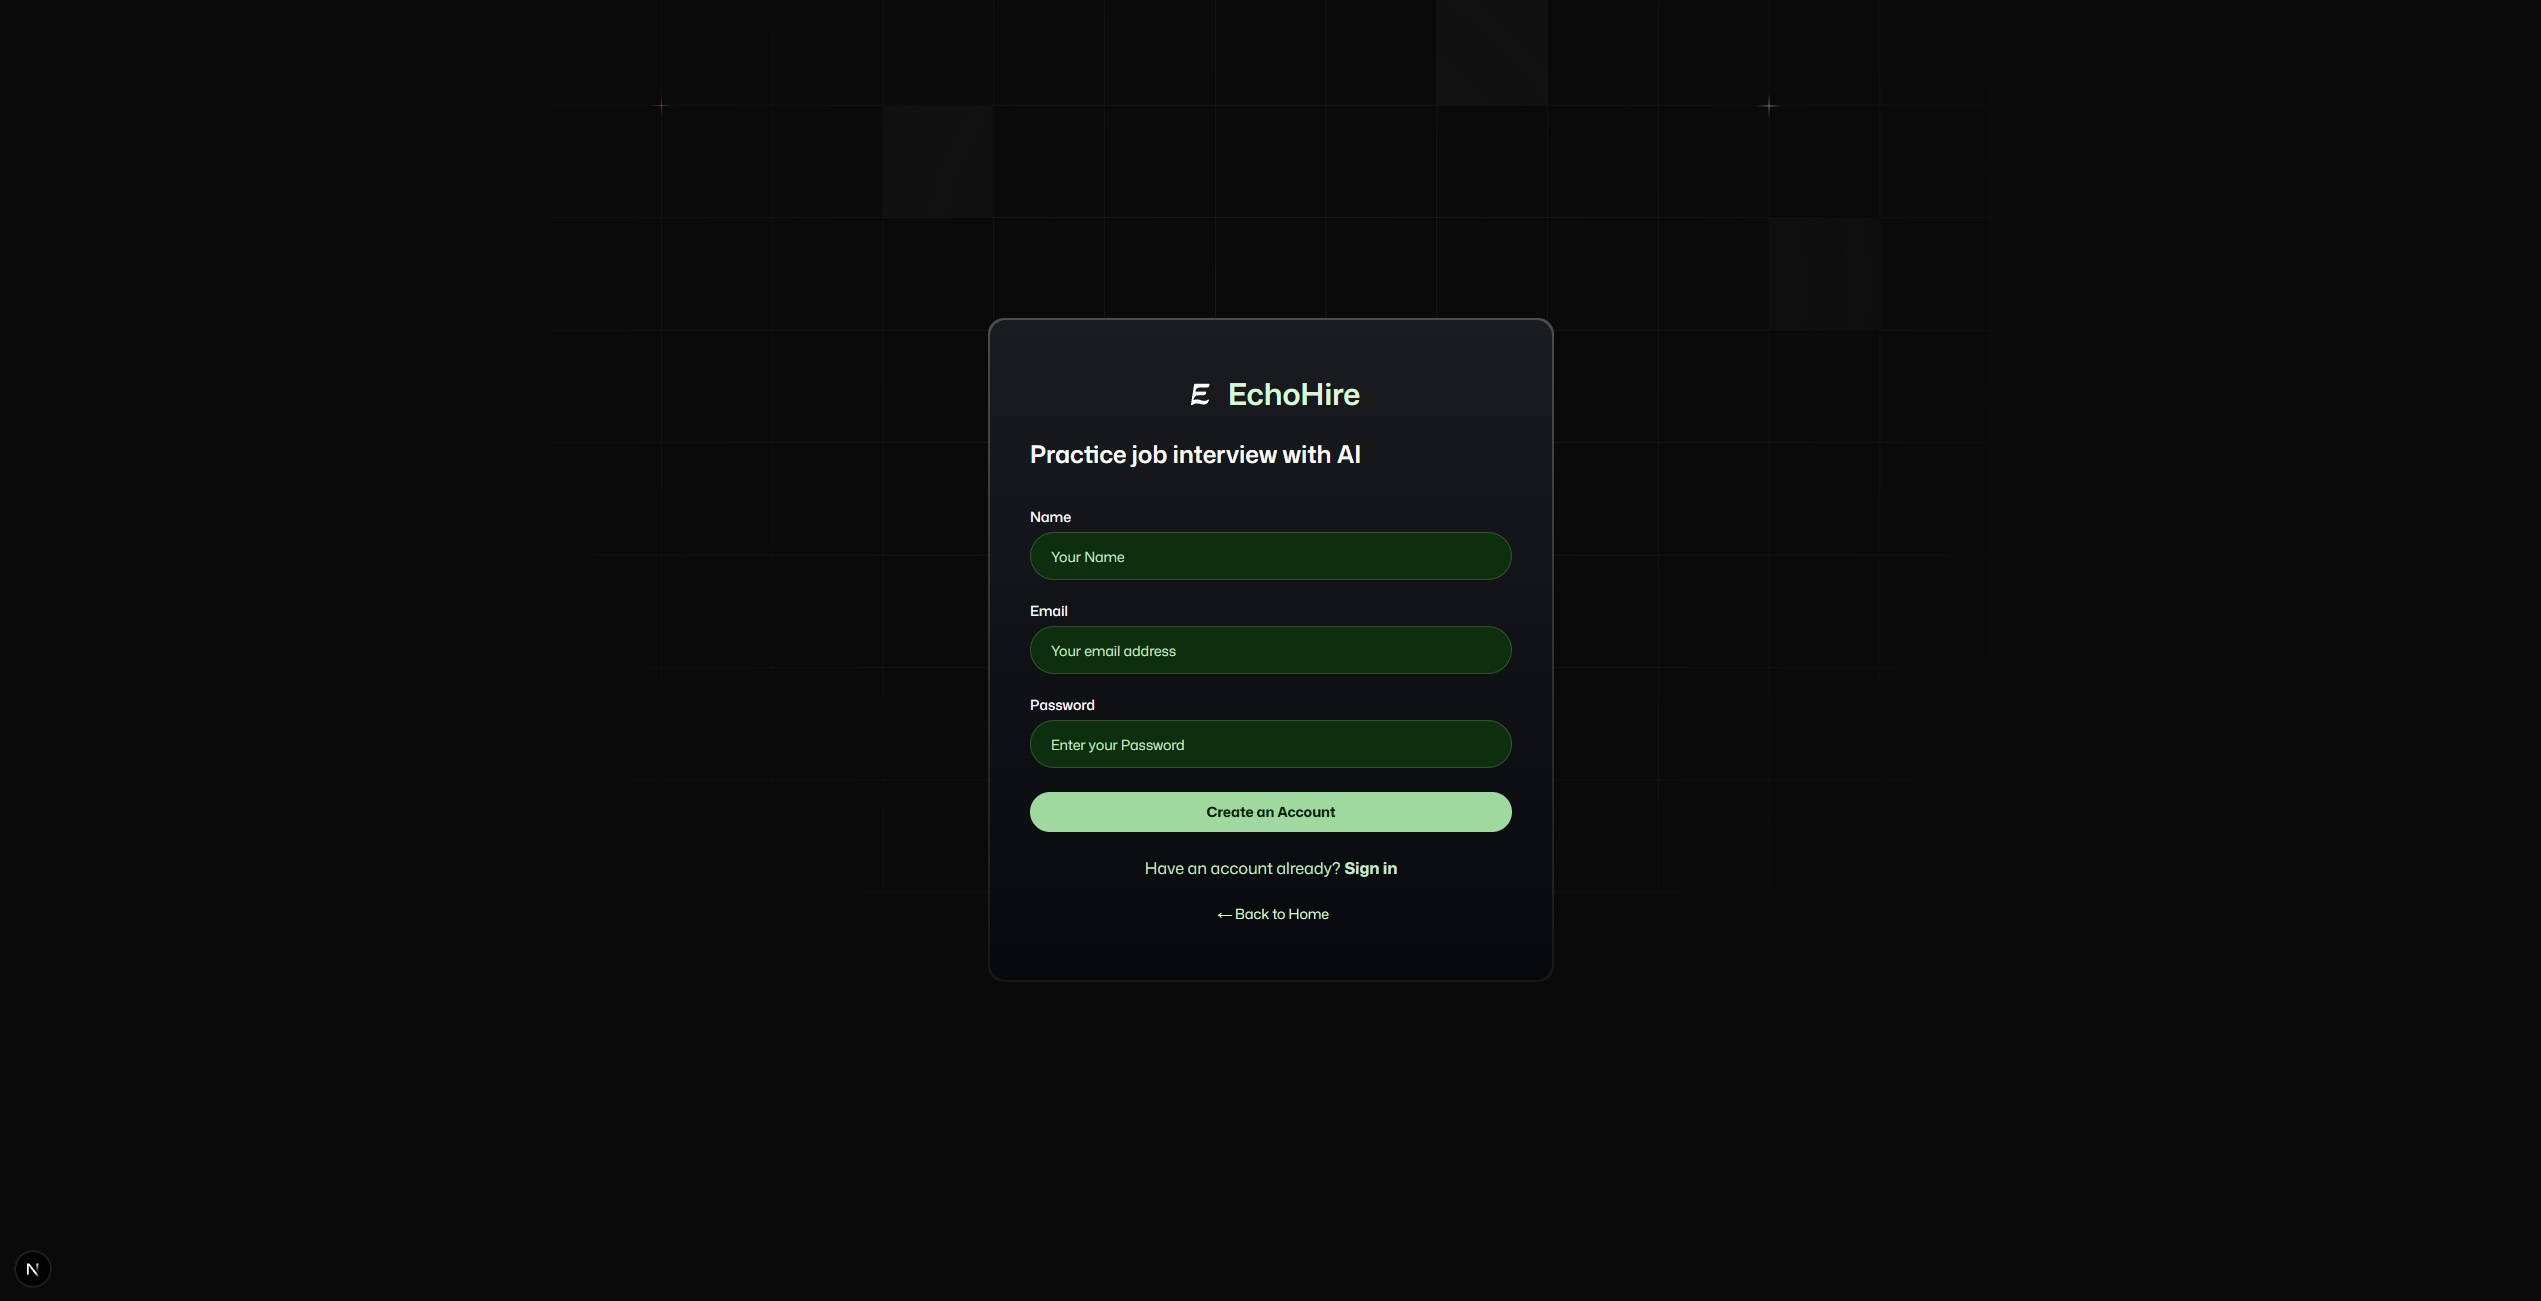 E EchoHire
Practice job interview with AI
Name
Your Name
Email
Your email address
Password
Enter your Password
Create an Account
Have an account already? Sign in
← Back to Home
N